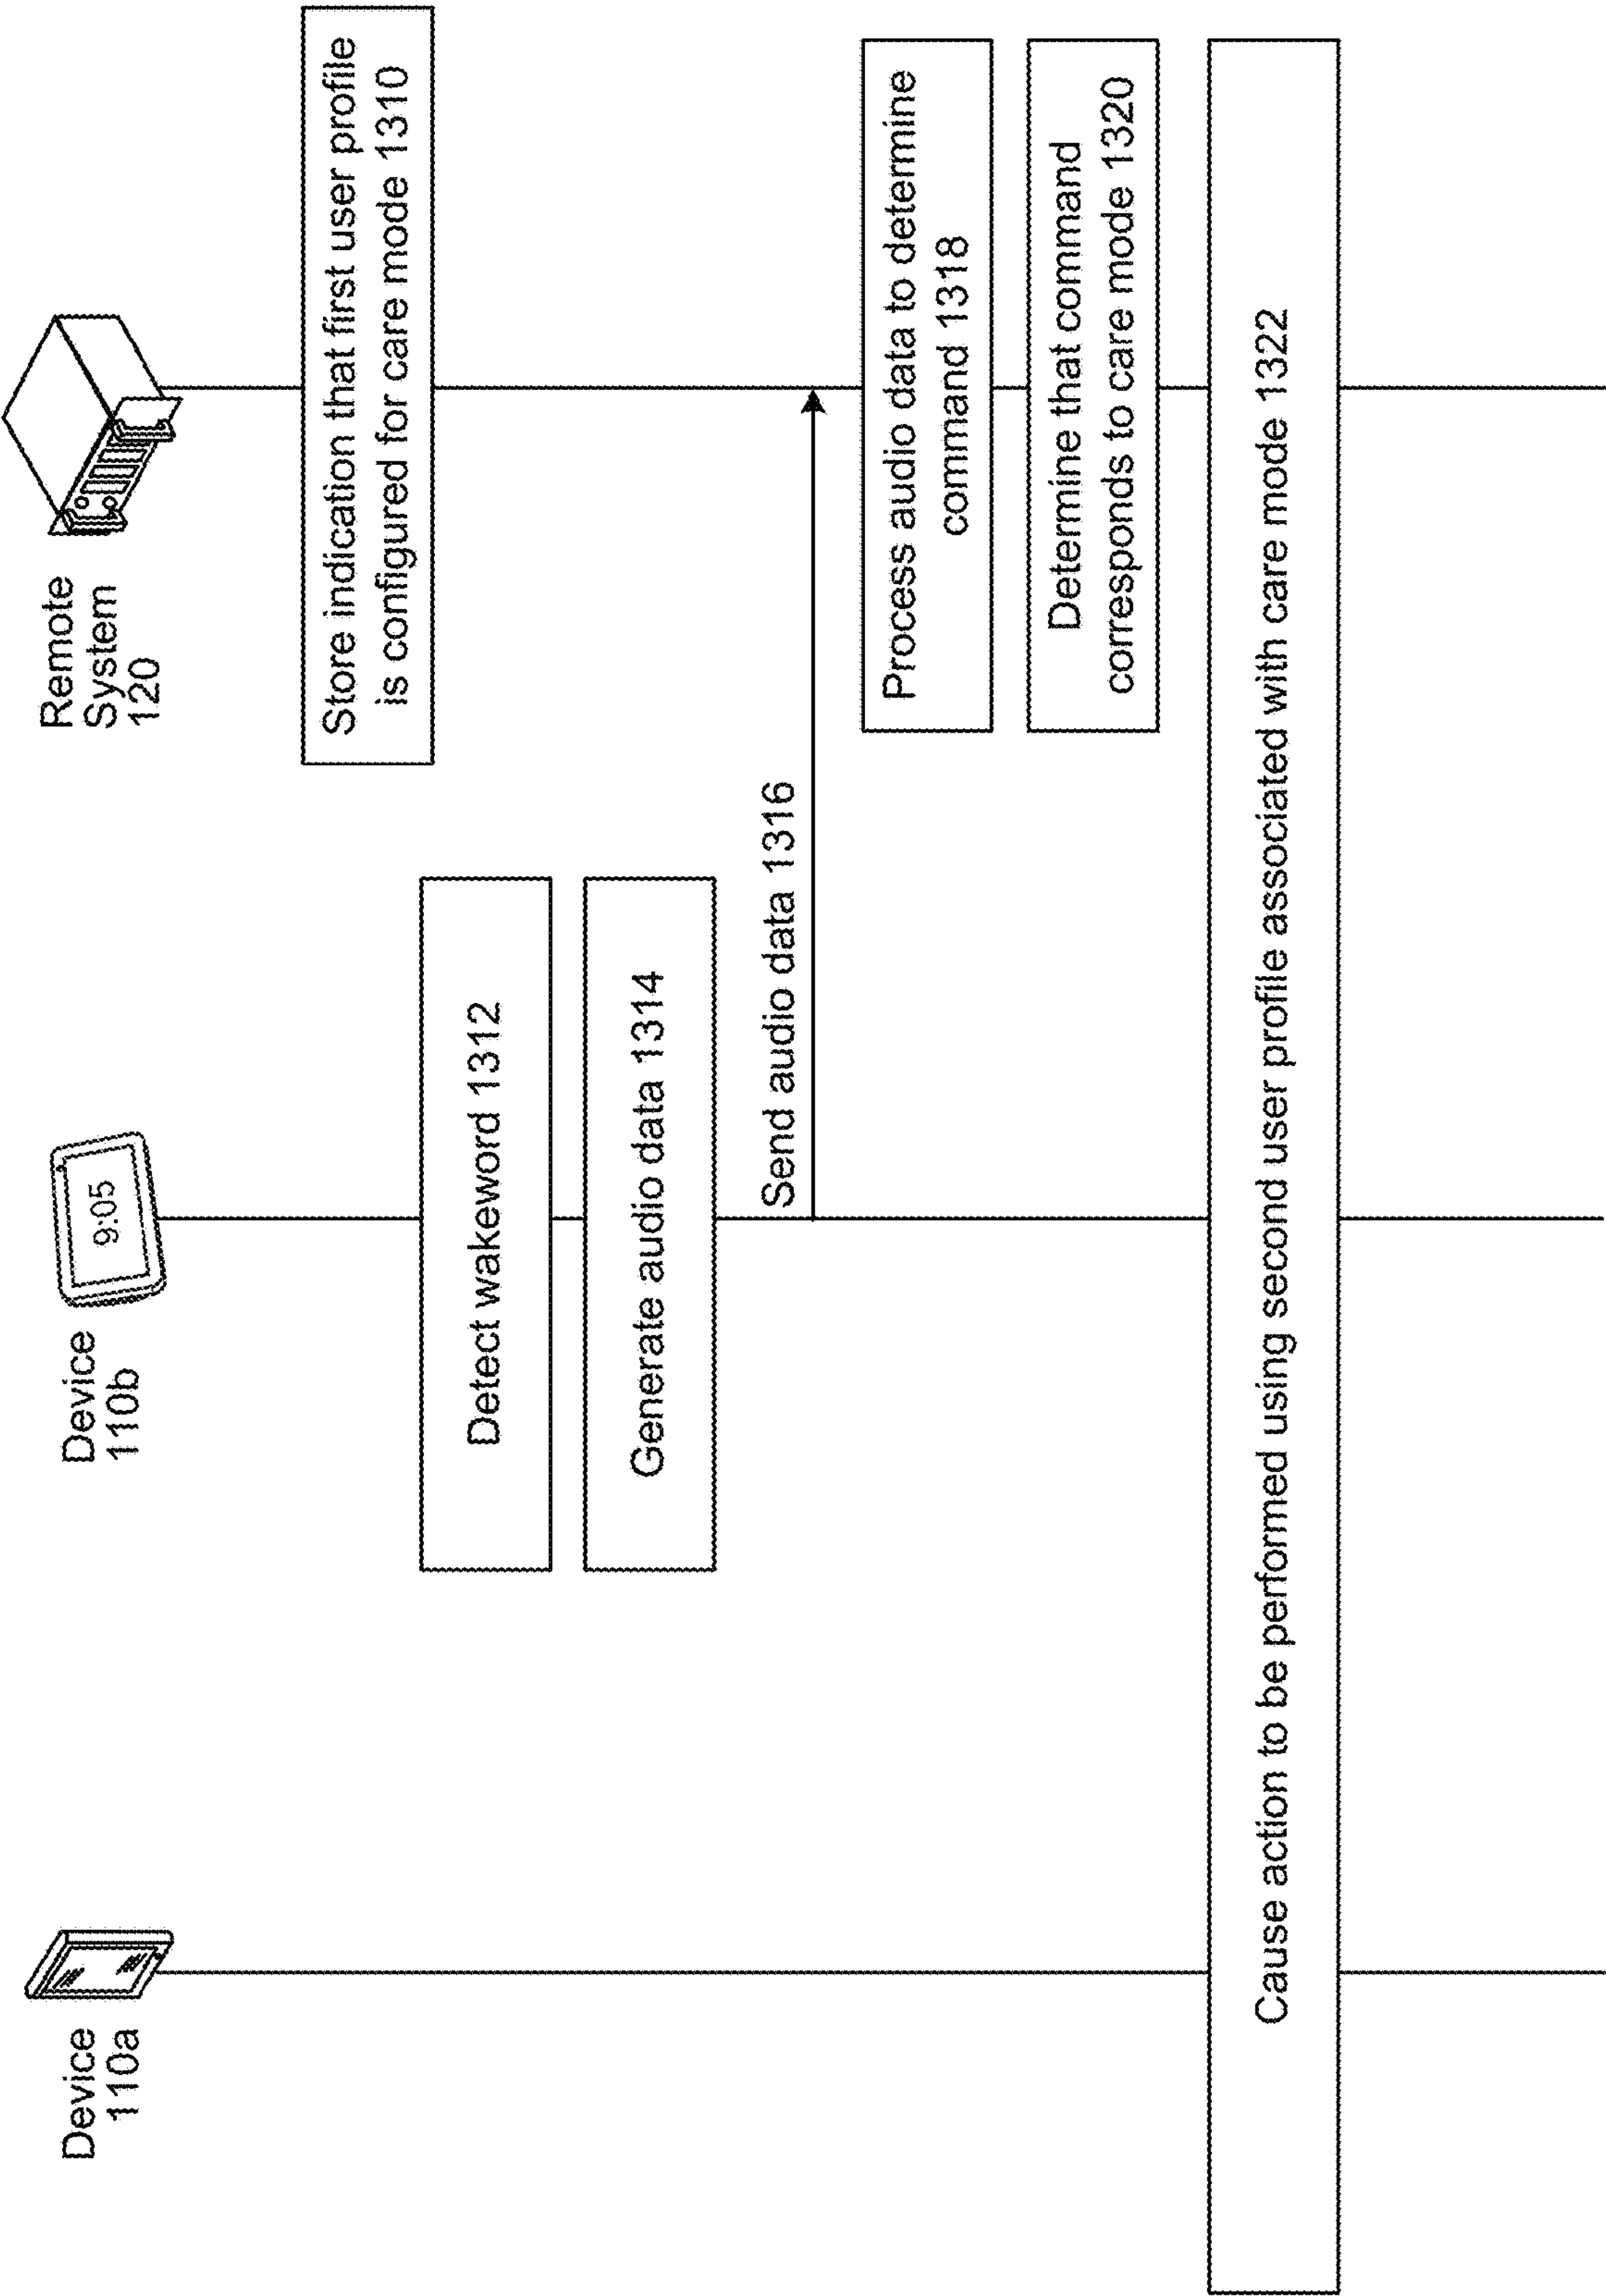 Device
110a
Device
110b
9:05
Remote
System
120
Store indication that first user profile
is configured for care mode 1310
Detect wakeword 1312
Generate audio data 1314
Send audio data 1316
Process audio data to determine
command 1318
Determine that command
corresponds to care mode 1320
Cause action to be performed using second user profile associated with care mode 1322